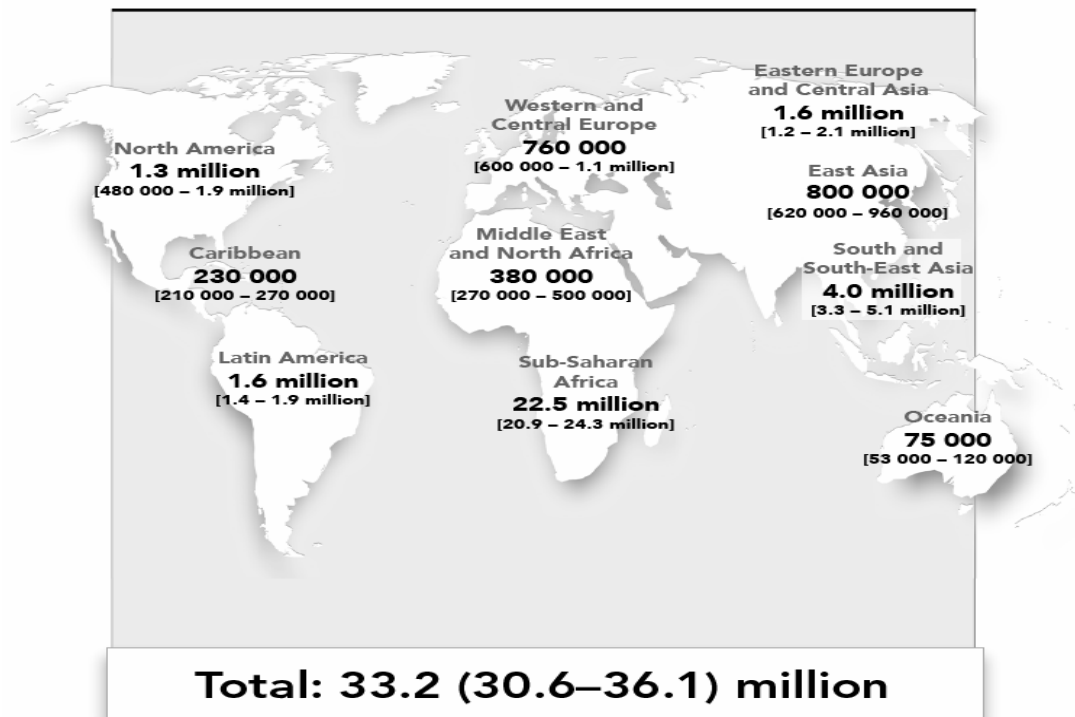 North America
1.3 million
[480 000 – 1.9 million]
Caribbean
230 000
[210 000 – 270 000]
Latin America
1.6 million
[1.4 – 1.9 million]
Western and
Central Europe
760 000
[600 000 – 1.1 million]
Middle East
and North Africa
380 000
[270 000 – 500 000]
Sub-Saharan
Africa
22.5 million
[20.9 – 24.3 million]
Eastern Europe
and Central Asia
1.6 million
[1.2 – 2.1 million]
East Asia
800 000
[620 000 – 960 000]
South and
South-East Asia
4.0 million
[3.3 – 5.1 million]
Oceania
75 000
[53 000 – 120 000]
Total: 33.2 (30.6–36.1) million